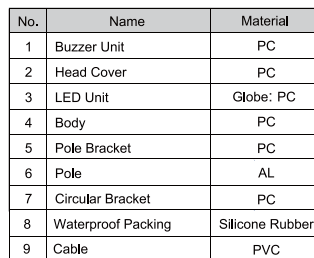 No. Name Material
1 Buzzer Unit PC
2 Head Cover PC
3 LED Unit Globe: PC
4 Body PC
5 Pole Bracket PC
6 Pole AL
7 Circular Bracket PC
8 Waterproof Packing Silicone Rubber
9 Cable PVC